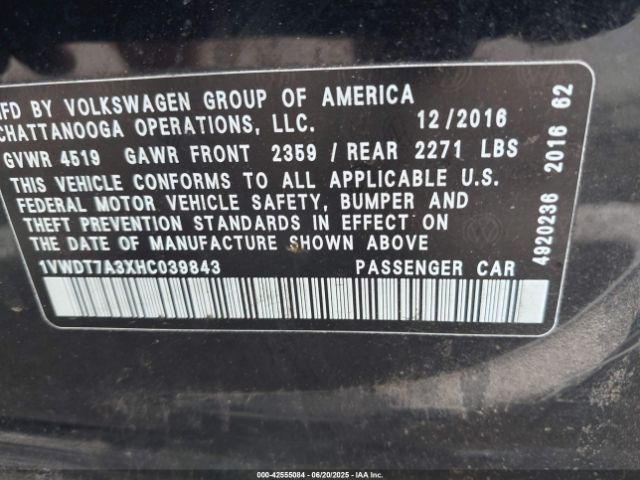 MFD BY VOLKSWAGEN GROUP OF AMERICA
CHATTANOOGA OPERATIONS, LLC. 12/2016
GVWR 4519 GAWR FRONT 2359 / REAR 2271 LBS
THIS VEHICLE CONFORMS TO ALL APPLICABLE U.S.
FEDERAL MOTOR VEHICLE SAFETY, BUMPER AND
THEFT PREVENTION STANDARDS IN EFFECT ON
THE DATE OF MANUFACTURE SHOWN ABOVE
1VWDT7A3XHC039843 PASSENGER CAR
4920236 2016 62
000-42555084 | 06/20/2025 | IAA Inc.